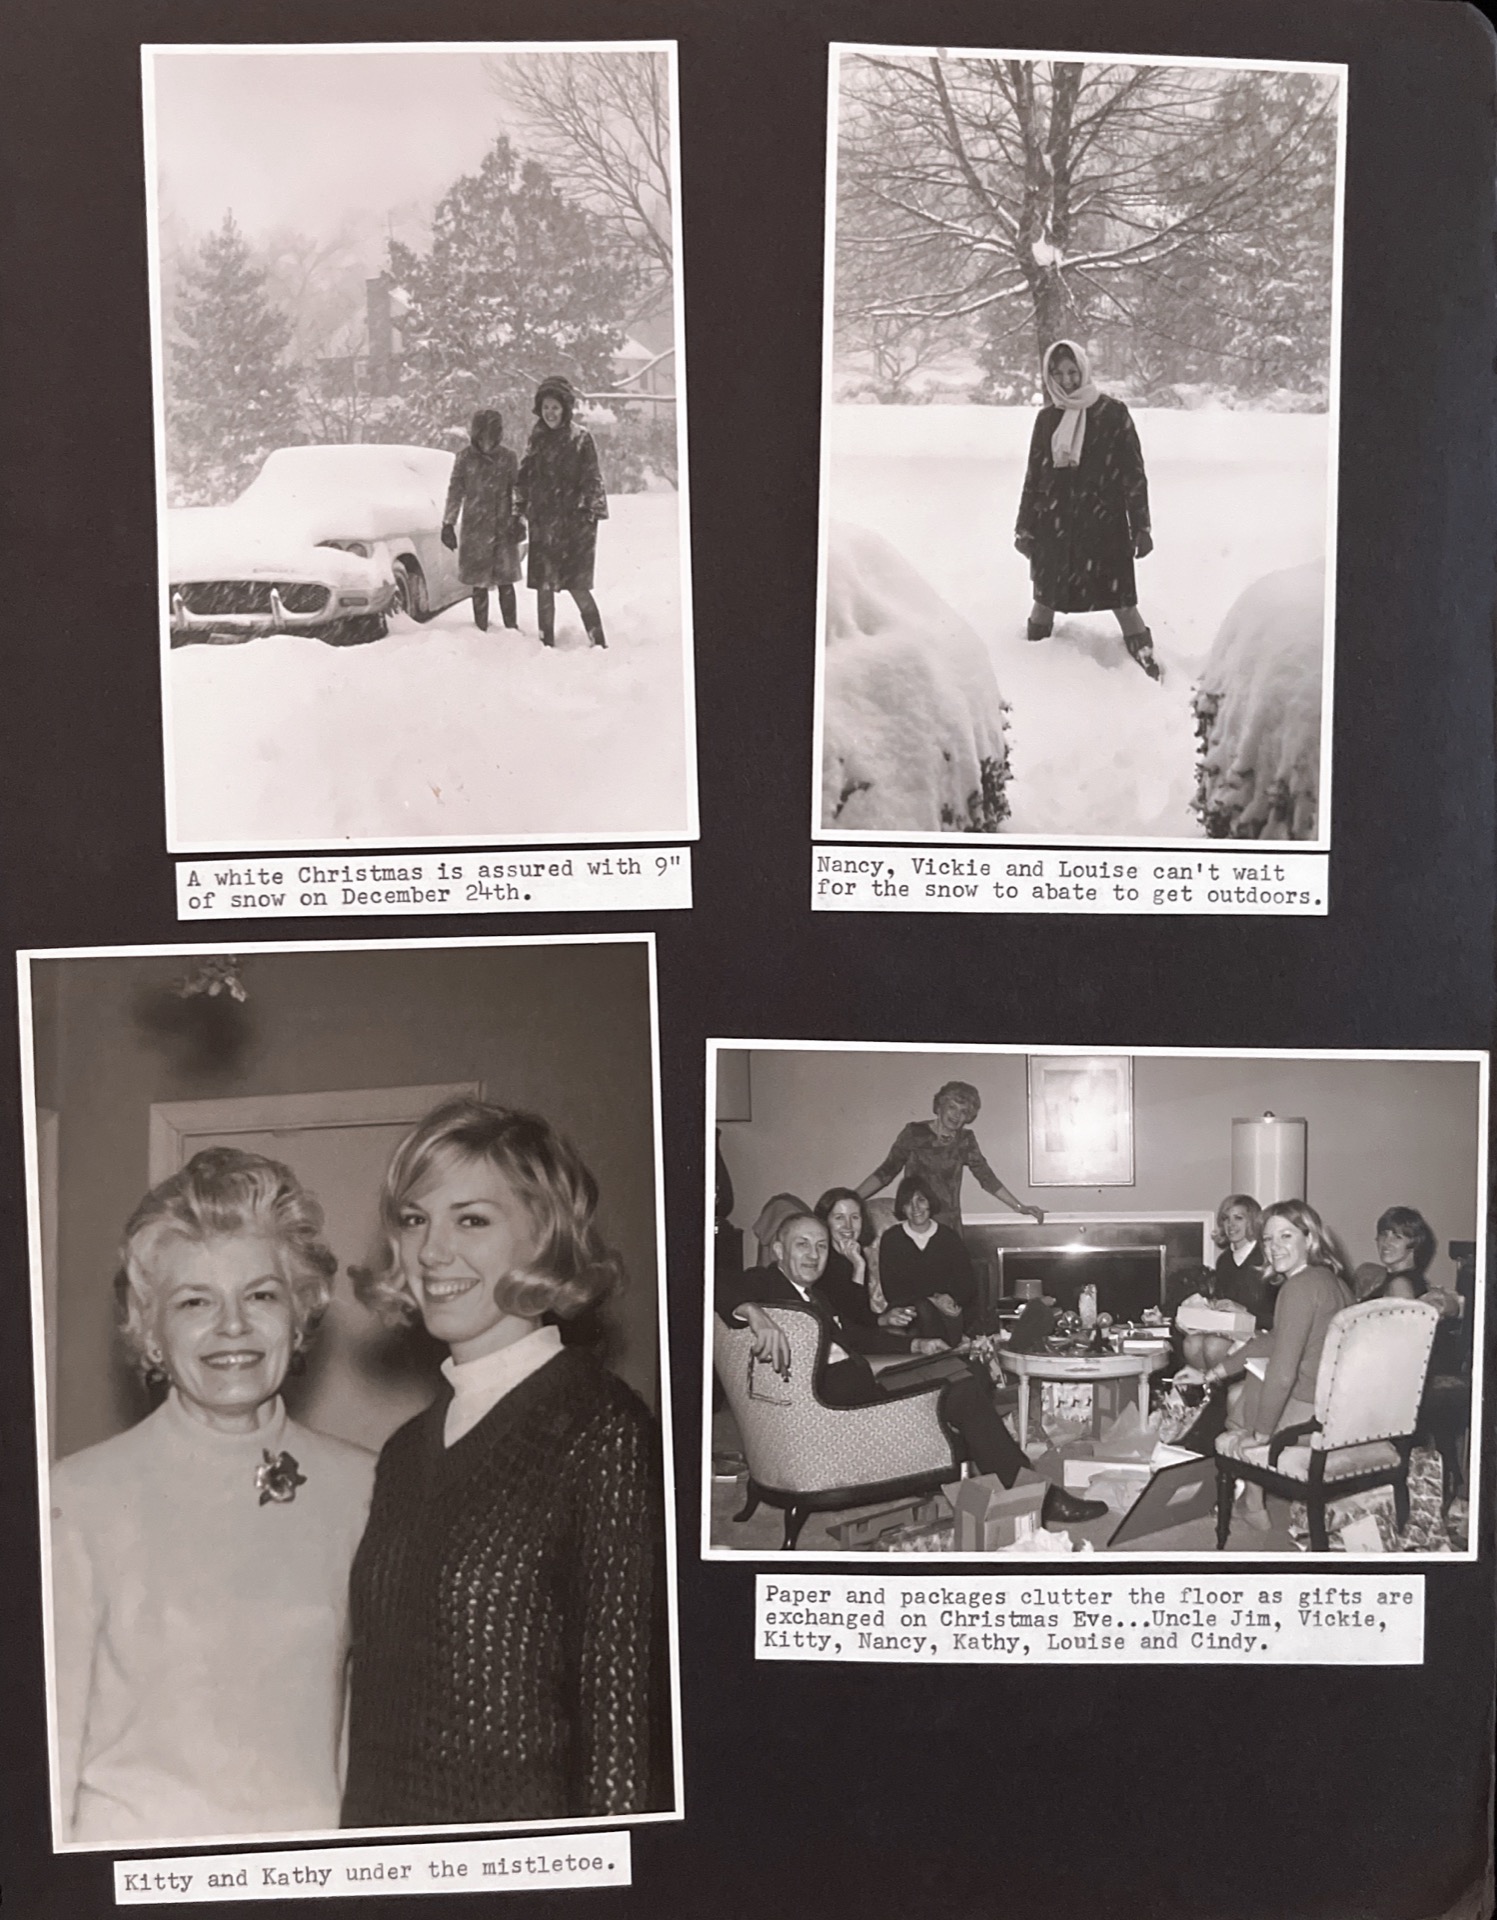 A white Christmas is assured with 9"
of snow on December 24th.
Nancy, Vickie and Louise can't wait
for the snow to abate to get outdoors.
Paper and packages clutter the floor as gifts are
exchanged on Christmas Eve...Uncle Jim, Vickie,
Kitty, Nancy, Kathy, Louise and Cindy.
Kitty and Kathy under the mistletoe.